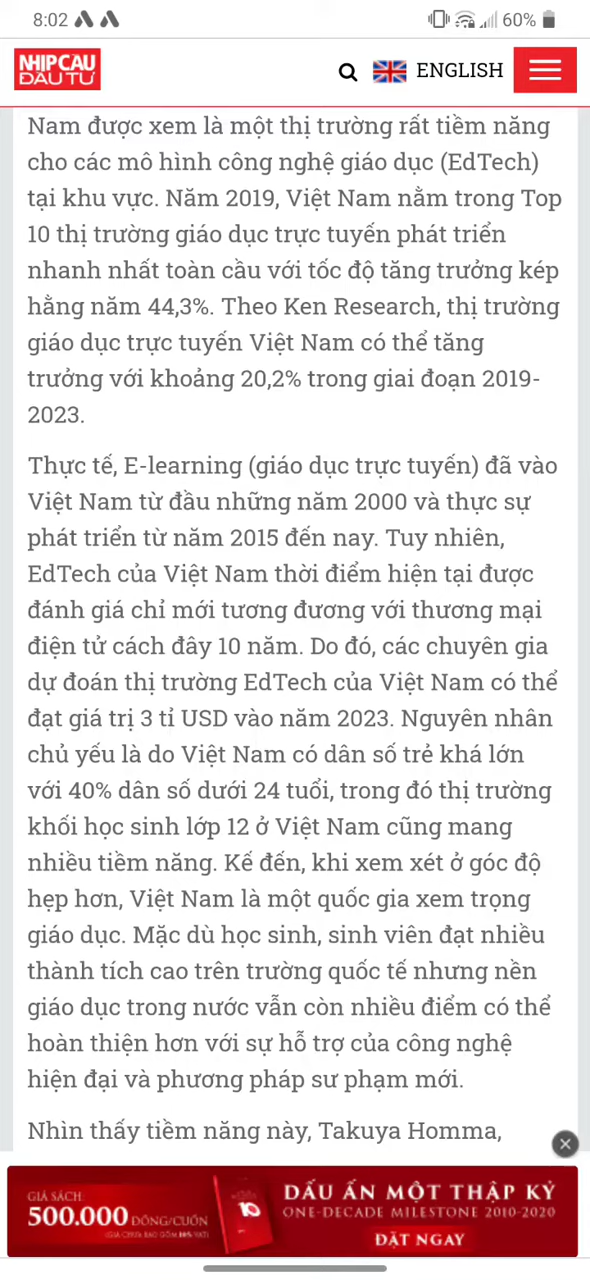 8:02
60%
NHỊP CẦU
ĐẦU TƯ
ENGLISH
Nam được xem là một thị trường rất tiềm năng
cho các mô hình công nghệ giáo dục (EdTech)
tại khu vực. Năm 2019, Việt Nam nằm trong Top
10 thị trường giáo dục trực tuyến phát triển
nhanh nhất toàn cầu với tốc độ tăng trưởng kép
hằng năm 44,3%. Theo Ken Research, thị trường
giáo dục trực tuyến Việt Nam có thể tăng
trưởng với khoảng 20,2% trong giai đoạn 2019-
2023.
Thực tế, E-learning (giáo dục trực tuyến) đã vào
Việt Nam từ đầu những năm 2000 và thực sự
phát triển từ năm 2015 đến nay. Tuy nhiên,
EdTech của Việt Nam thời điểm hiện tại được
đánh giá chỉ mới tương đương với thương mại
điện tử cách đây 10 năm. Do đó, các chuyên gia
dự đoán thị trường EdTech của Việt Nam có thể
đạt giá trị 3 tỉ USD vào năm 2023. Nguyên nhân
chủ yếu là do Việt Nam có dân số trẻ khá lớn
với 40% dân số dưới 24 tuổi, trong đó thị trường
khối học sinh lớp 12 ở Việt Nam cũng mang
nhiều tiềm năng. Kế đến, khi xem xét ở góc độ
hẹp hơn, Việt Nam là một quốc gia xem trọng
giáo dục. Mặc dù học sinh, sinh viên đạt nhiều
thành tích cao trên trường quốc tế nhưng nền
giáo dục trong nước vẫn còn nhiều điểm có thể
hoàn thiện hơn với sự hỗ trợ của công nghệ
hiện đại và phương pháp sư phạm mới.
Nhìn thấy tiềm năng này, Takuya Homma,
GIÁ SÁCH:
500.000 ĐỒNG/CUỐN
(GIÁ CHƯA BAO GỒM 10% VAT)
10
DẤU ẤN MỘT THẬP KỶ
ONE-DECADE MILESTONE 2010-2020
ĐẶT NGAY